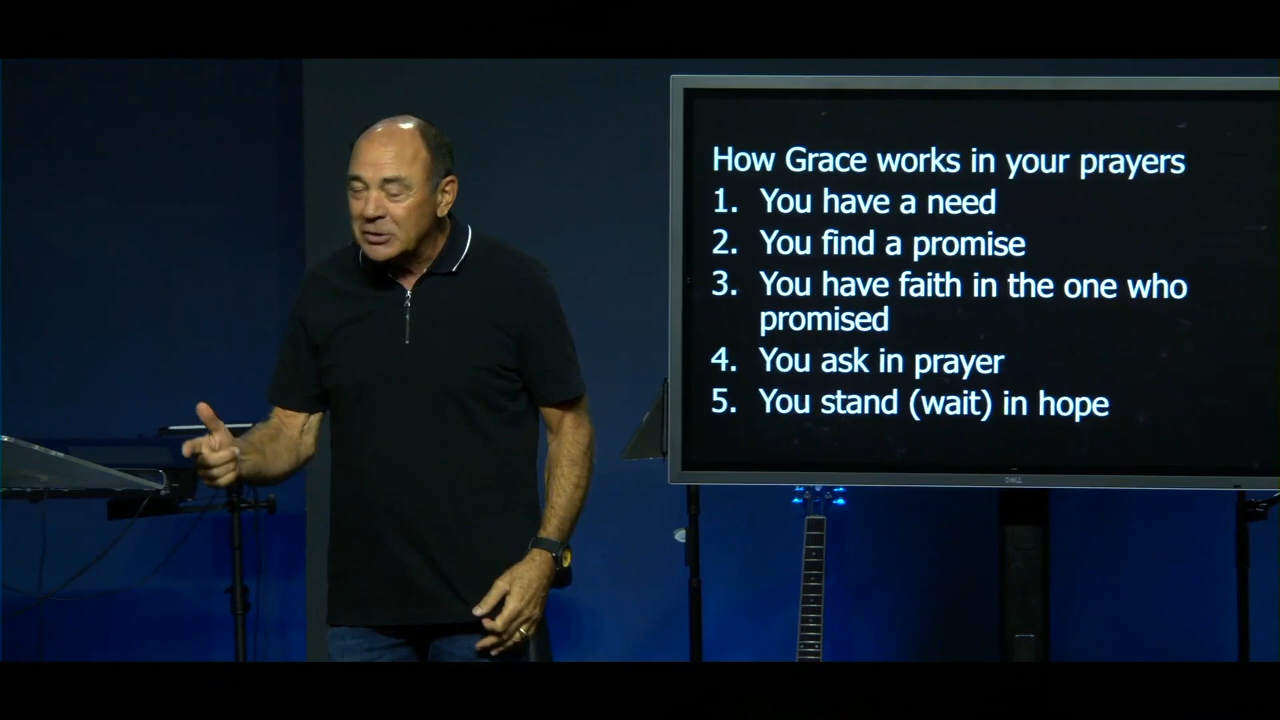 How Grace works in your prayers
1. You have a need
2. You find a promise
3. You have faith in the one who
promised
4. You ask in prayer
5. You stand (wait) in hope
DELL